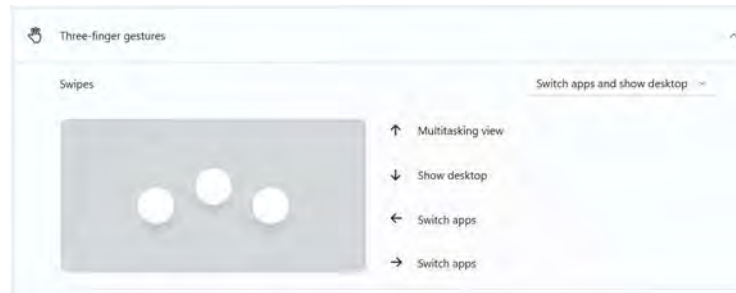 Three-finger gestures
Swipes
Switch apps and show desktop
↑ Multitasking view
↓ Show desktop
← Switch apps
→ Switch apps